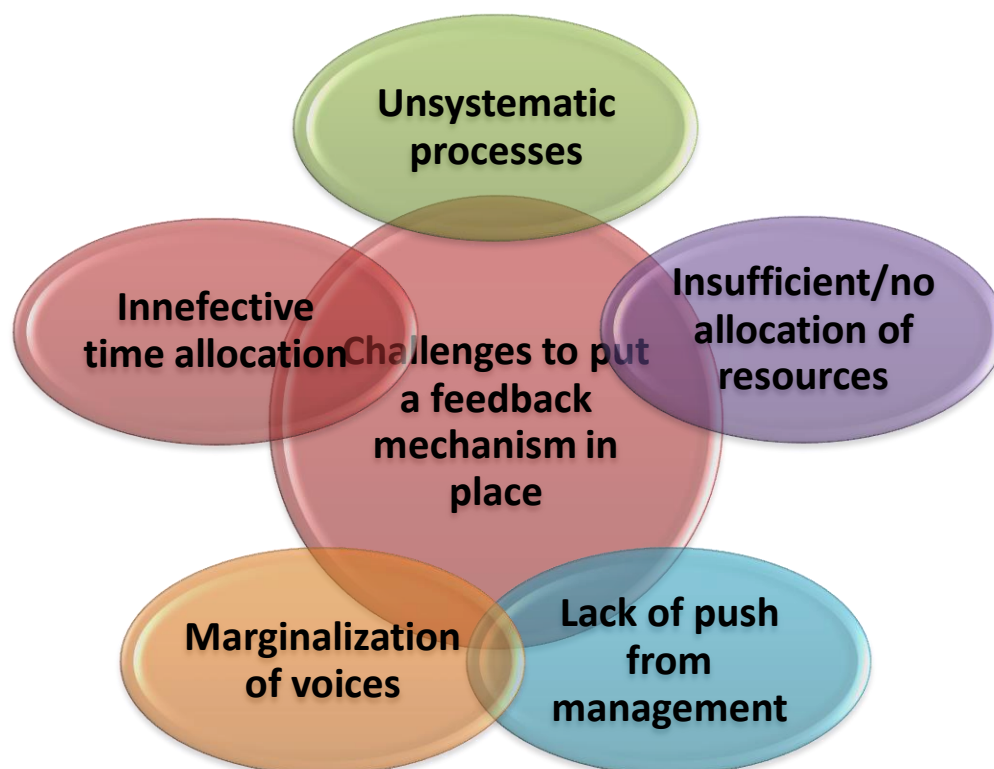 Unsystematic
processes
Insufficient/no
allocation of
resources
Innefective
time allocation
Challenges to put
a feedback
mechanism in
place
Marginalization
of voices
Lack of push
from
management